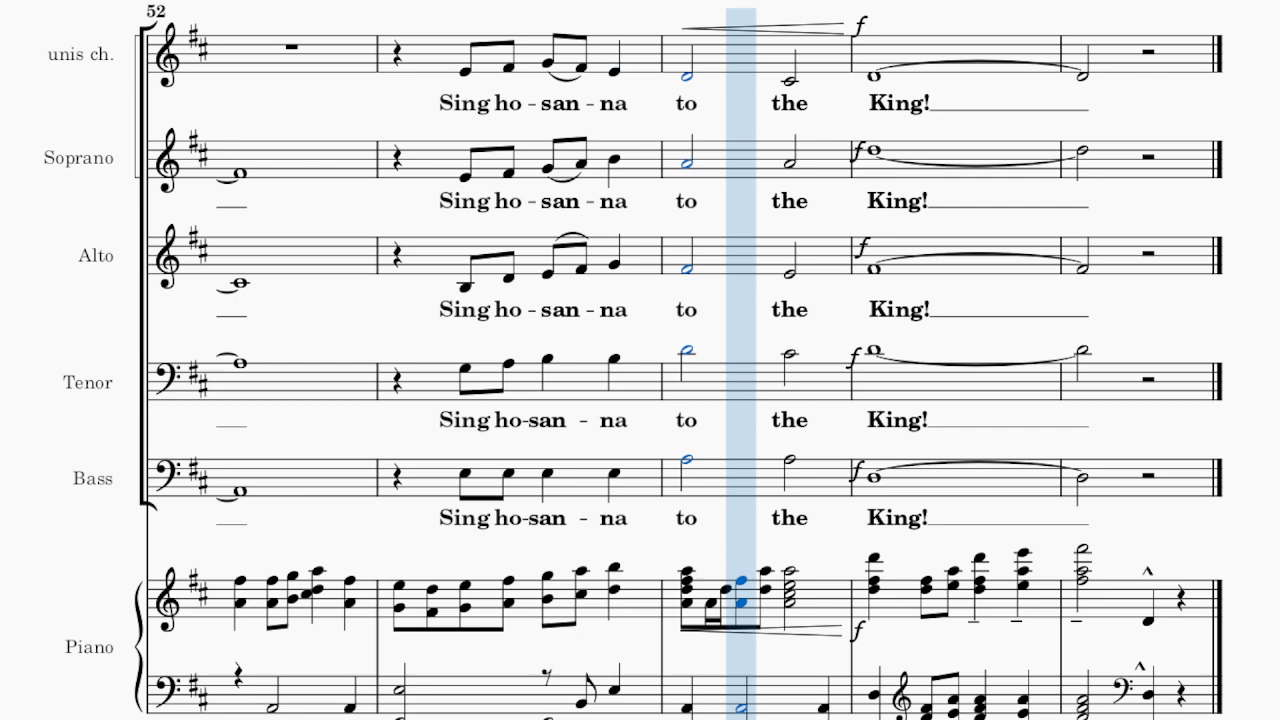 52
unis ch.
f
Sing ho - san - na to the King!
Soprano
f
Sing ho - san - na to the King!
Alto
f
Sing ho - san - na to the King!
Tenor
f
Sing ho-san - na to the King!
Bass
f
Sing ho-san - na to the King!
Piano
f